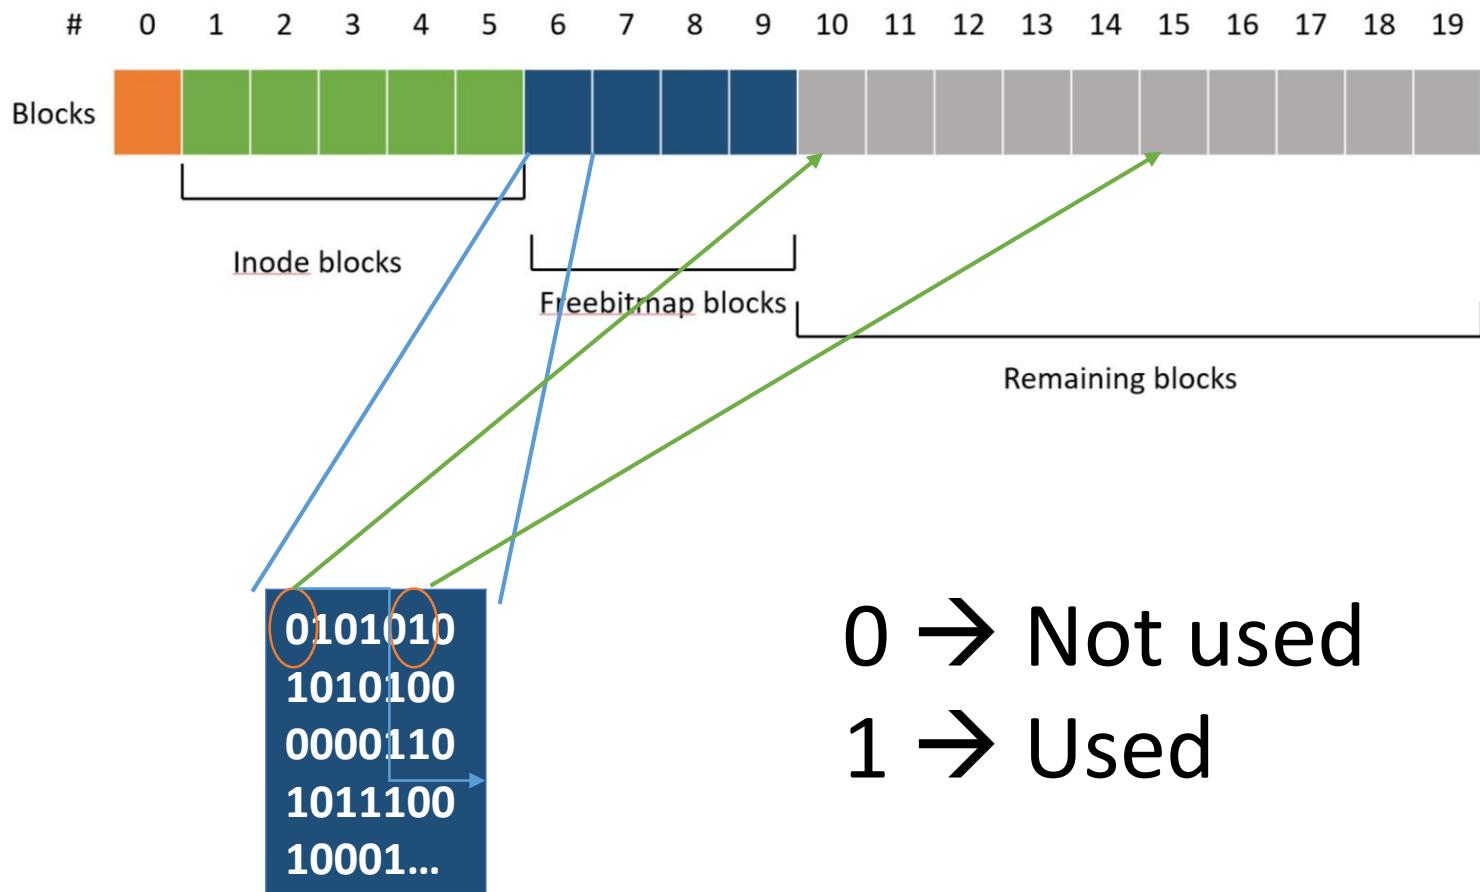 # 0 1 2 3 4 5 6 7 8 9 10 11 12 13 14 15 16 17 18 19
Blocks
Inode blocks
Freebitmap blocks
Remaining blocks
0101010
1010100
0000110
1011100
10001...
0 → Not used
1 → Used